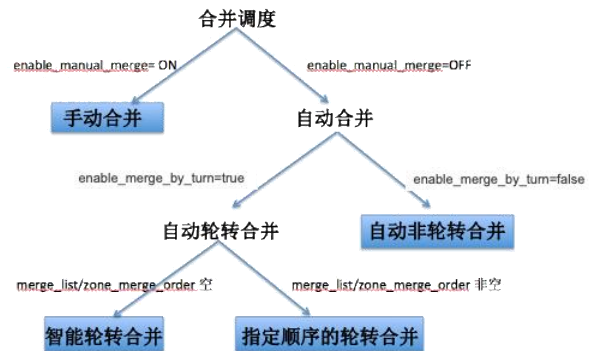 合并调度
enable_manual_merge= ON
enable_manual_merge=OFF
手动合并
自动合并
enable_merge_by_turn=true
enable_merge_by_turn=false
自动轮转合并
自动非轮转合并
merge_list/zone_merge_order 空
merge_list/zone_merge_order 非空
智能轮转合并
指定顺序的轮转合并